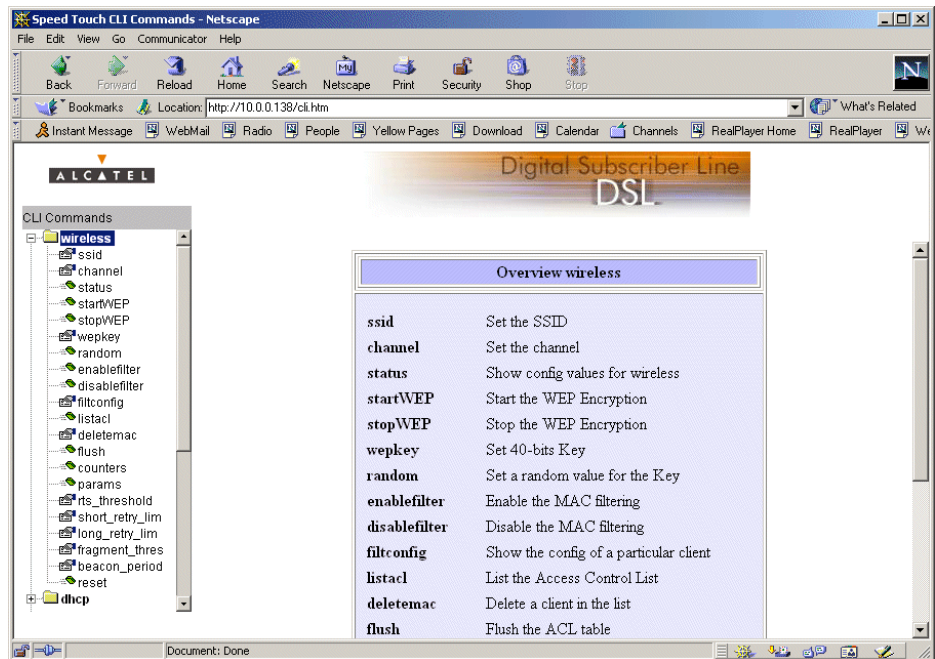 Speed Touch CLI Commands - Netscape
File Edit View Go Communicator Help
Back Forward Reload Home Search Netscape Print Security Shop Stop
My
N
Bookmarks Location: http://10.0.0.138/cli.htm What's Related
Instant Message WebMail Radio People Yellow Pages Download Calendar Channels RealPlayer Home RealPlayer We
ALCATEL
Digital Subscriber Line
DSL
CLI Commands
wireless
ssid
channel
status
startWEP
stopWEP
wepkey
random
enablefilter
disablefilter
filtconfig
listacl
deletemac
flush
counters
params
rts_threshold
short_retry_lim
long_retry_lim
fragment_thres
beacon_period
reset
dhcp
Overview wireless
ssid Set the SSID
channel Set the channel
status Show config values for wireless
startWEP Start the WEP Encryption
stopWEP Stop the WEP Encryption
wepkey Set 40-bits Key
random Set a random value for the Key
enablefilter Enable the MAC filtering
disablefilter Disable the MAC filtering
filtconfig Show the config of a particular client
listacl List the Access Control List
deletemac Delete a client in the list
flush Flush the ACL table
Document: Done